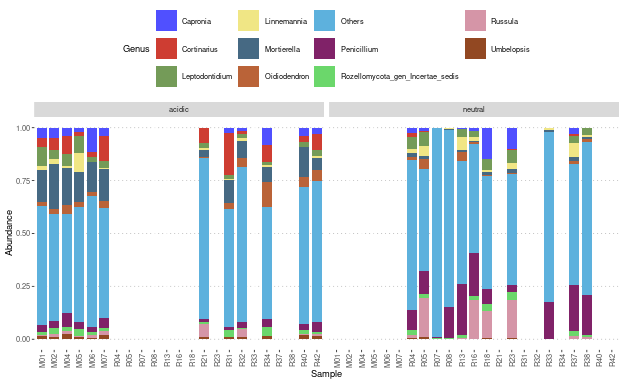 Genus
Capronia
Cortinarius
Leptodontidium
Linnemannia
Mortierella
Oidiodendron
Others
Penicillium
Rozellomycota_gen_Incertae_sedis
Russula
Umbelopsis
acidic
neutral
Abundance
1.00
0.75
0.50
0.25
0.00
M01 M02 M04 M05 M06 M07 R04 R05 R07 R08 R13 R16 R18 R21 R23 R31 R32 R33 R34 R37 R38 R40 R42
M01 M02 M04 M05 M06 M07 R04 R05 R07 R08 R13 R16 R18 R21 R23 R31 R32 R33 R34 R37 R38 R40 R42
Sample